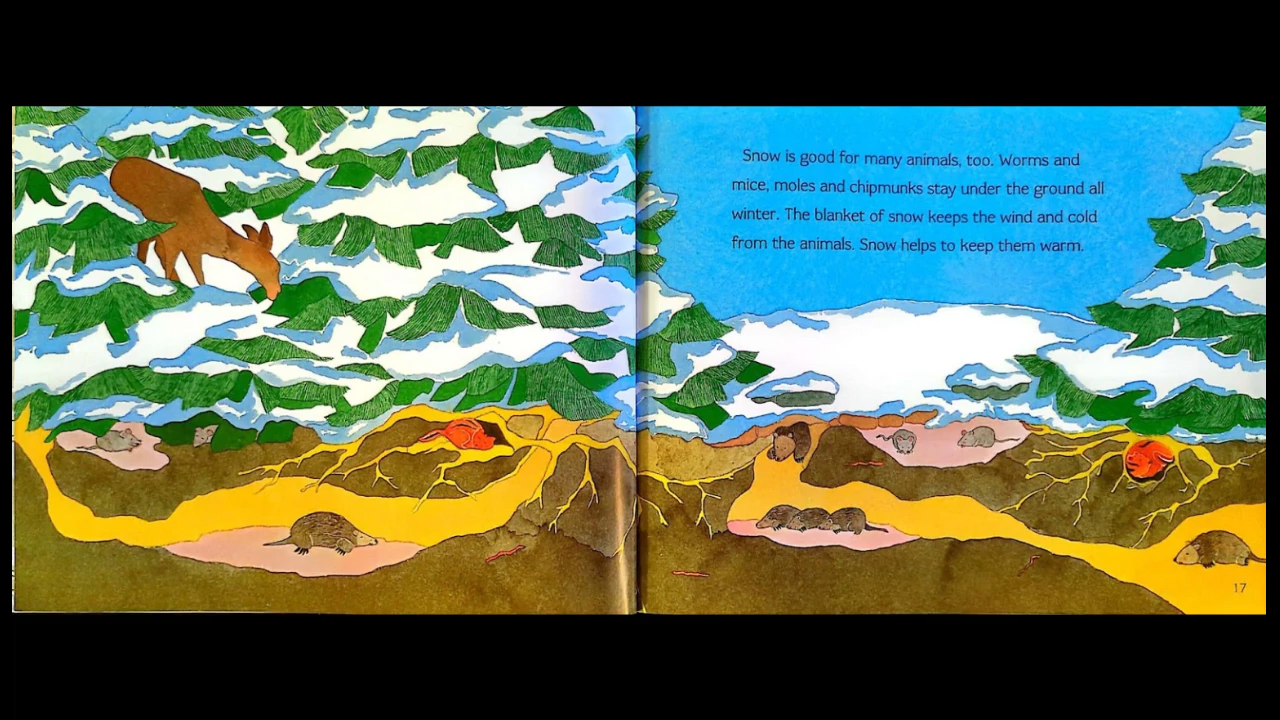 Snow is good for many animals, too. Worms and
mice, moles and chipmunks stay under the ground all
winter. The blanket of snow keeps the wind and cold
from the animals. Snow helps to keep them warm.
17